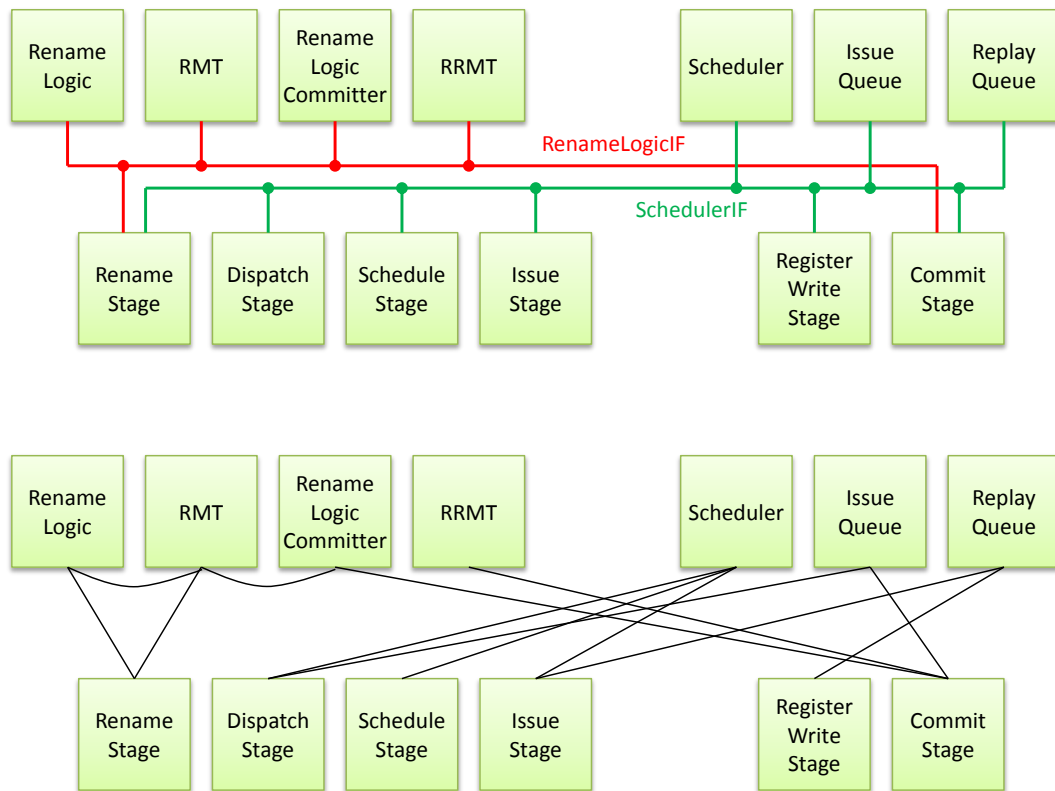 Rename
Logic
RMT
Rename
Logic
Committer
RRMT
Scheduler
Issue
Queue
Replay
Queue
RenameLogicIF
SchedulerIF
Rename
Stage
Dispatch
Stage
Schedule
Stage
Issue
Stage
Register
Write
Stage
Commit
Stage
Rename
Logic
RMT
Rename
Logic
Committer
RRMT
Scheduler
Issue
Queue
Replay
Queue
Rename
Stage
Dispatch
Stage
Schedule
Stage
Issue
Stage
Register
Write
Stage
Commit
Stage